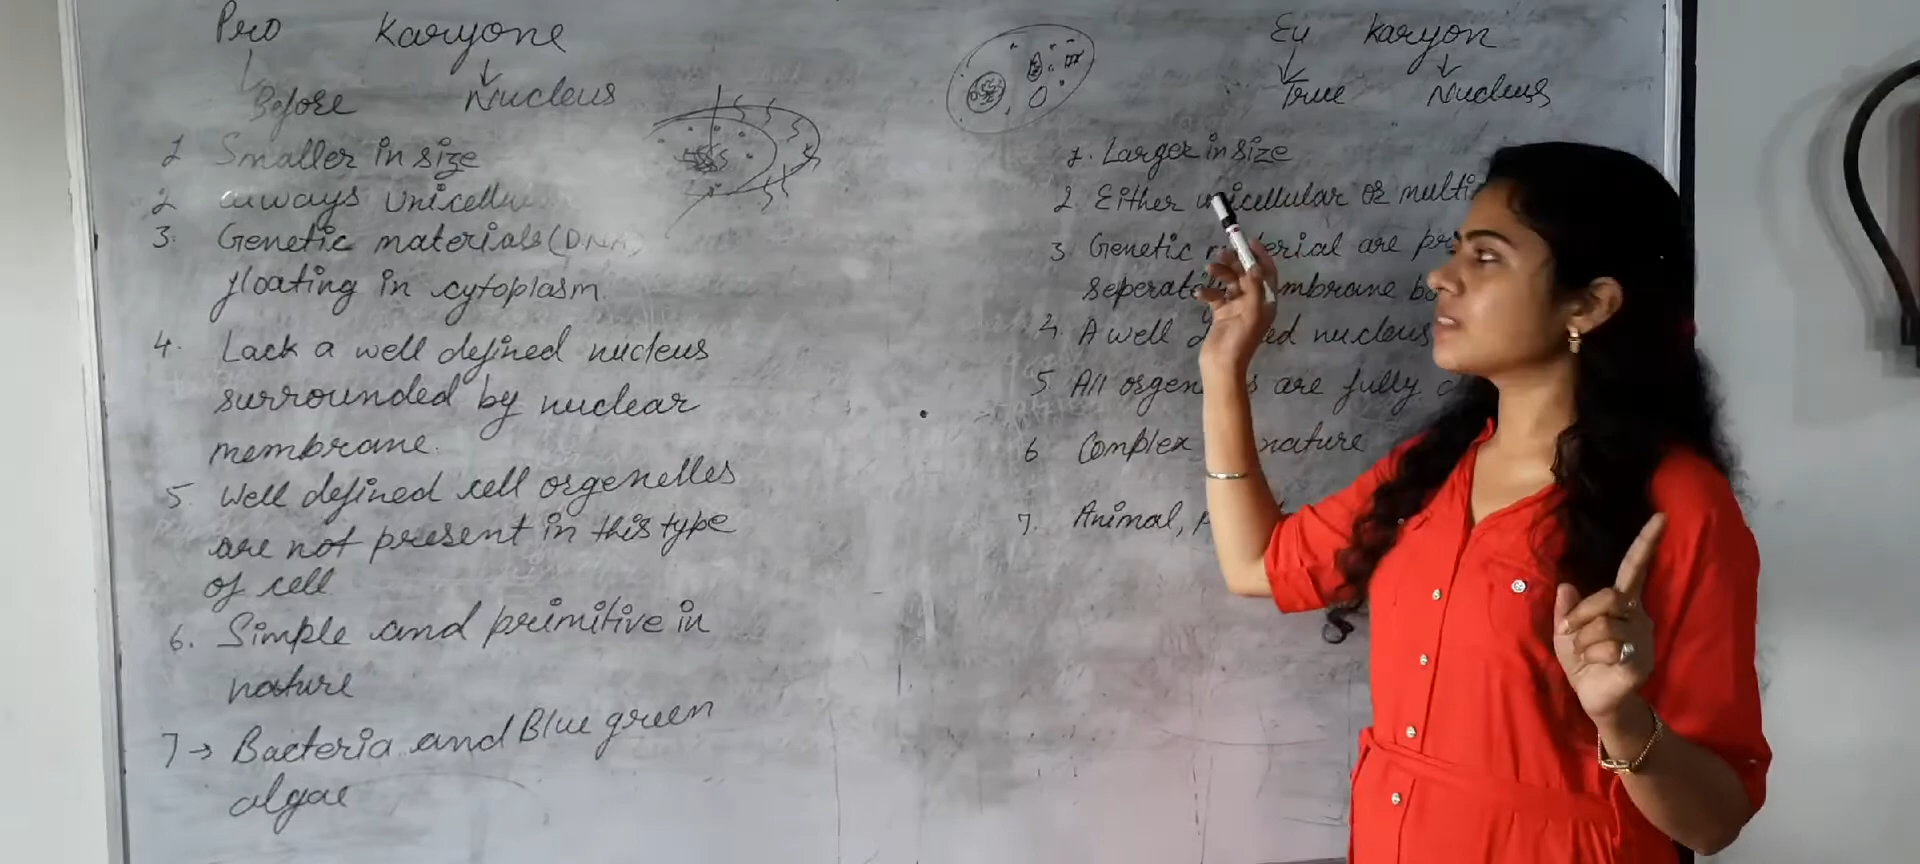 Pro Karyone
Before Nucleus
1 Smaller in size
2 always Unicellu
3. Genetic materials (DNA)
floating in cytoplasm.
4. Lack a well defined nucleus
surrounded by nuclear
membrane.
5. Well defined cell orgenelles
are not present in this type
of cell
6. Simple and primitive in
nature
7 → Bacteria and Blue green
algae
Eu Karyon
True Nucleus
1. Larger in size
2. Either unicellular or multi
3 Genetic material are
seperate membrane
4. A well defined nucleus
5. All are fully
6 Complex nature
7. Animal,